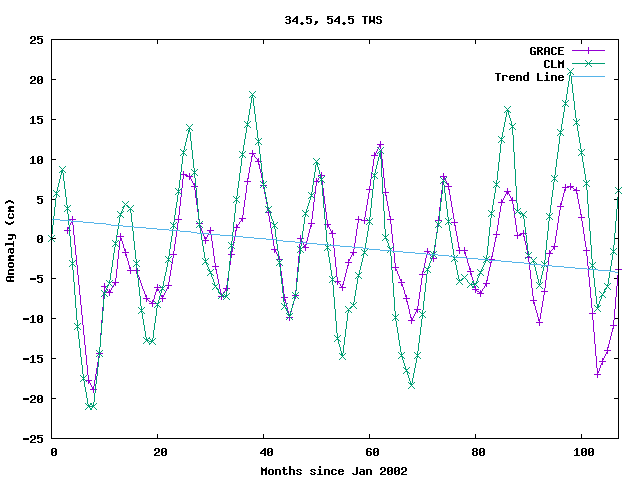 34.5, 54.5 TWS
GRACE
CLM
Trend Line
25
20
15
10
5
0
-5
-10
-15
-20
-25
Anomaly (cm)
0 20 40 60 80 100
Months since Jan 2002